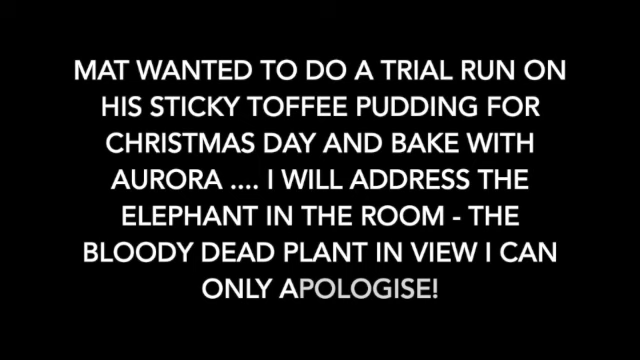 MAT WANTED TO DO A TRIAL RUN ON
HIS STICKY TOFFEE PUDDING FOR
CHRISTMAS DAY AND BAKE WITH
AURORA .... I WILL ADDRESS THE
ELEPHANT IN THE ROOM - THE
BLOODY DEAD PLANT IN VIEW I CAN
ONLY APOLOGISE!